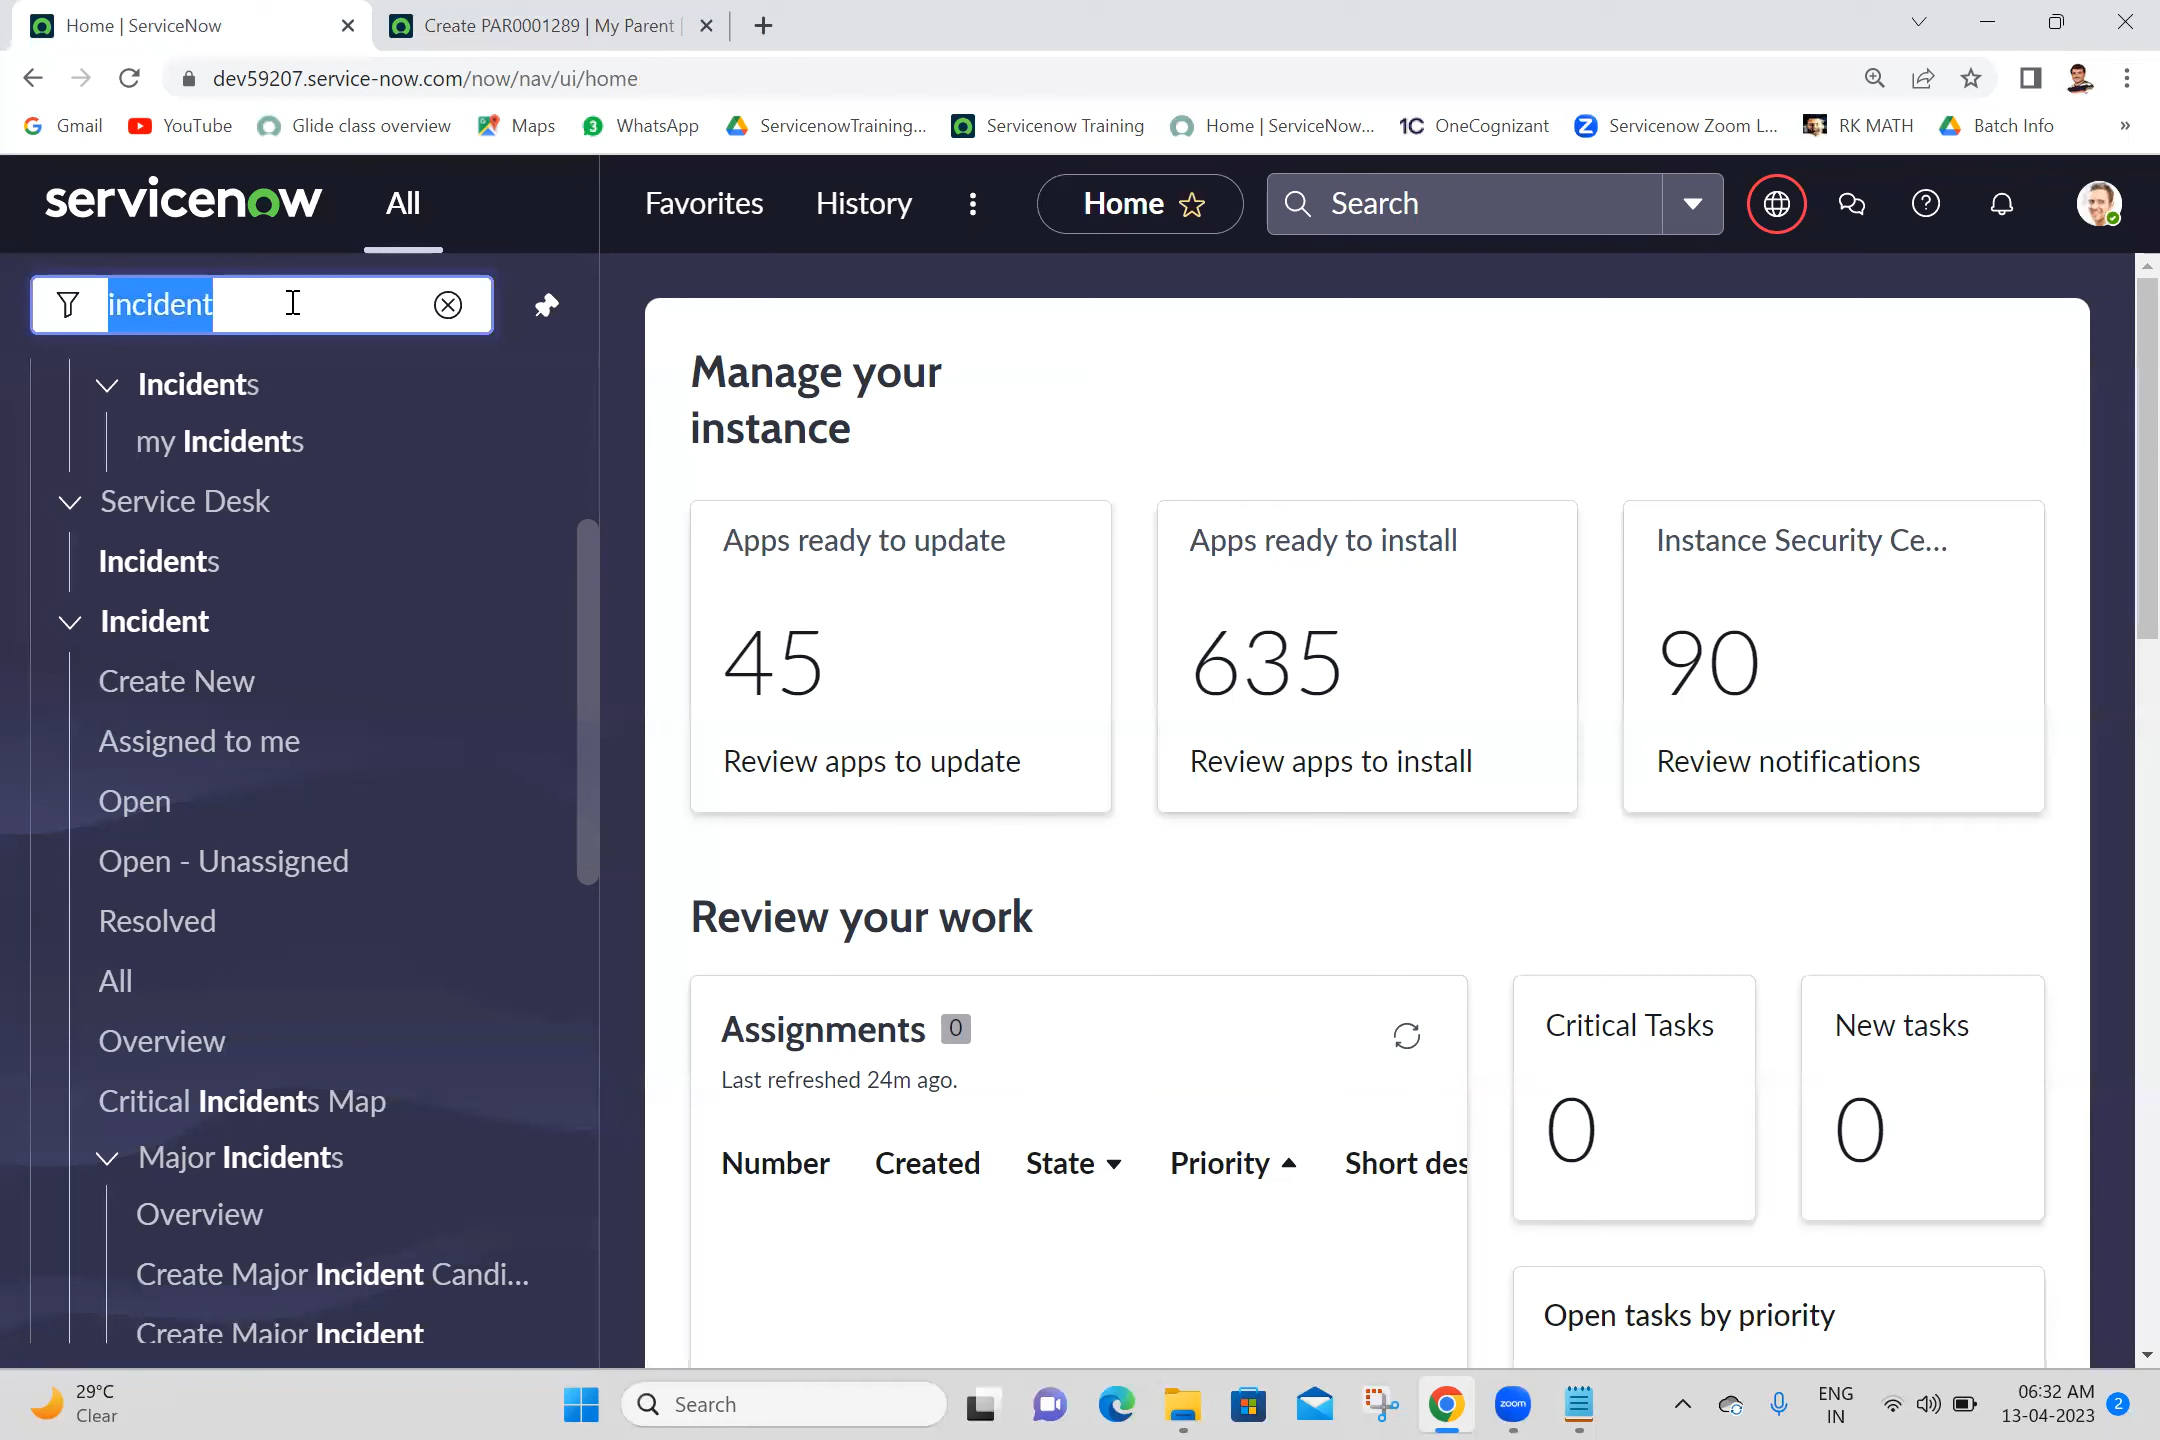 Home | ServiceNow
Create PAR0001289 | My Parent |
dev59207.service-now.com/now/nav/ui/home
Gmail YouTube Glide class overview Maps 3 WhatsApp ServicenowTraining... Servicenow Training Home | ServiceNow... 1C OneCognizant Z Servicenow Zoom L... RK MATH Batch Info »
servicenow All Favorites History Home Search
incident
Incidents
my Incidents
Service Desk
Incidents
Incident
Create New
Assigned to me
Open
Open - Unassigned
Resolved
All
Overview
Critical Incidents Map
Major Incidents
Overview
Create Major Incident Candi...
Create Major Incident
Manage your
instance
Apps ready to update
45
Review apps to update
Apps ready to install
635
Review apps to install
Instance Security Ce...
90
Review notifications
Review your work
Assignments 0
Last refreshed 24m ago.
Number Created State Priority Short des
Critical Tasks
0
New tasks
0
Open tasks by priority
29°C
Clear
Search
zoom
ENG
IN
06:32 AM
13-04-2023
2